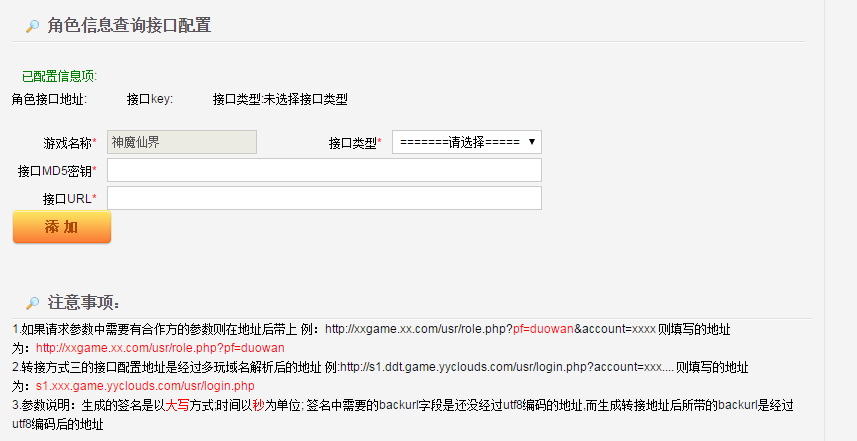 角色信息查询接口配置
已配置信息项:
角色接口地址: 接口key: 接口类型:未选择接口类型
游戏名称* 神魔仙界 接口类型* =======请选择===== ▼
接口MD5密钥*
接口URL*
添 加
注意事项：
1.如果请求参数中需要有合作方的参数则在地址后带上 例：http://xxgame.xx.com/usr/role.php?pf=duowan&account=xxxx 则填写的地址
为：http://xxgame.xx.com/usr/role.php?pf=duowan
2.转接方式三的接口配置地址是经过多玩域名解析后的地址 例:http://s1.ddt.game.yyclouds.com/usr/login.php?account=xxx.... 则填写的地址
为：s1.xxx.game.yyclouds.com/usr/login.php
3.参数说明：生成的签名是以大写方式;时间以秒为单位; 签名中需要的backurl字段是还没经过utf8编码的地址,而生成转接地址后所带的backurl是经过
utf8编码后的地址